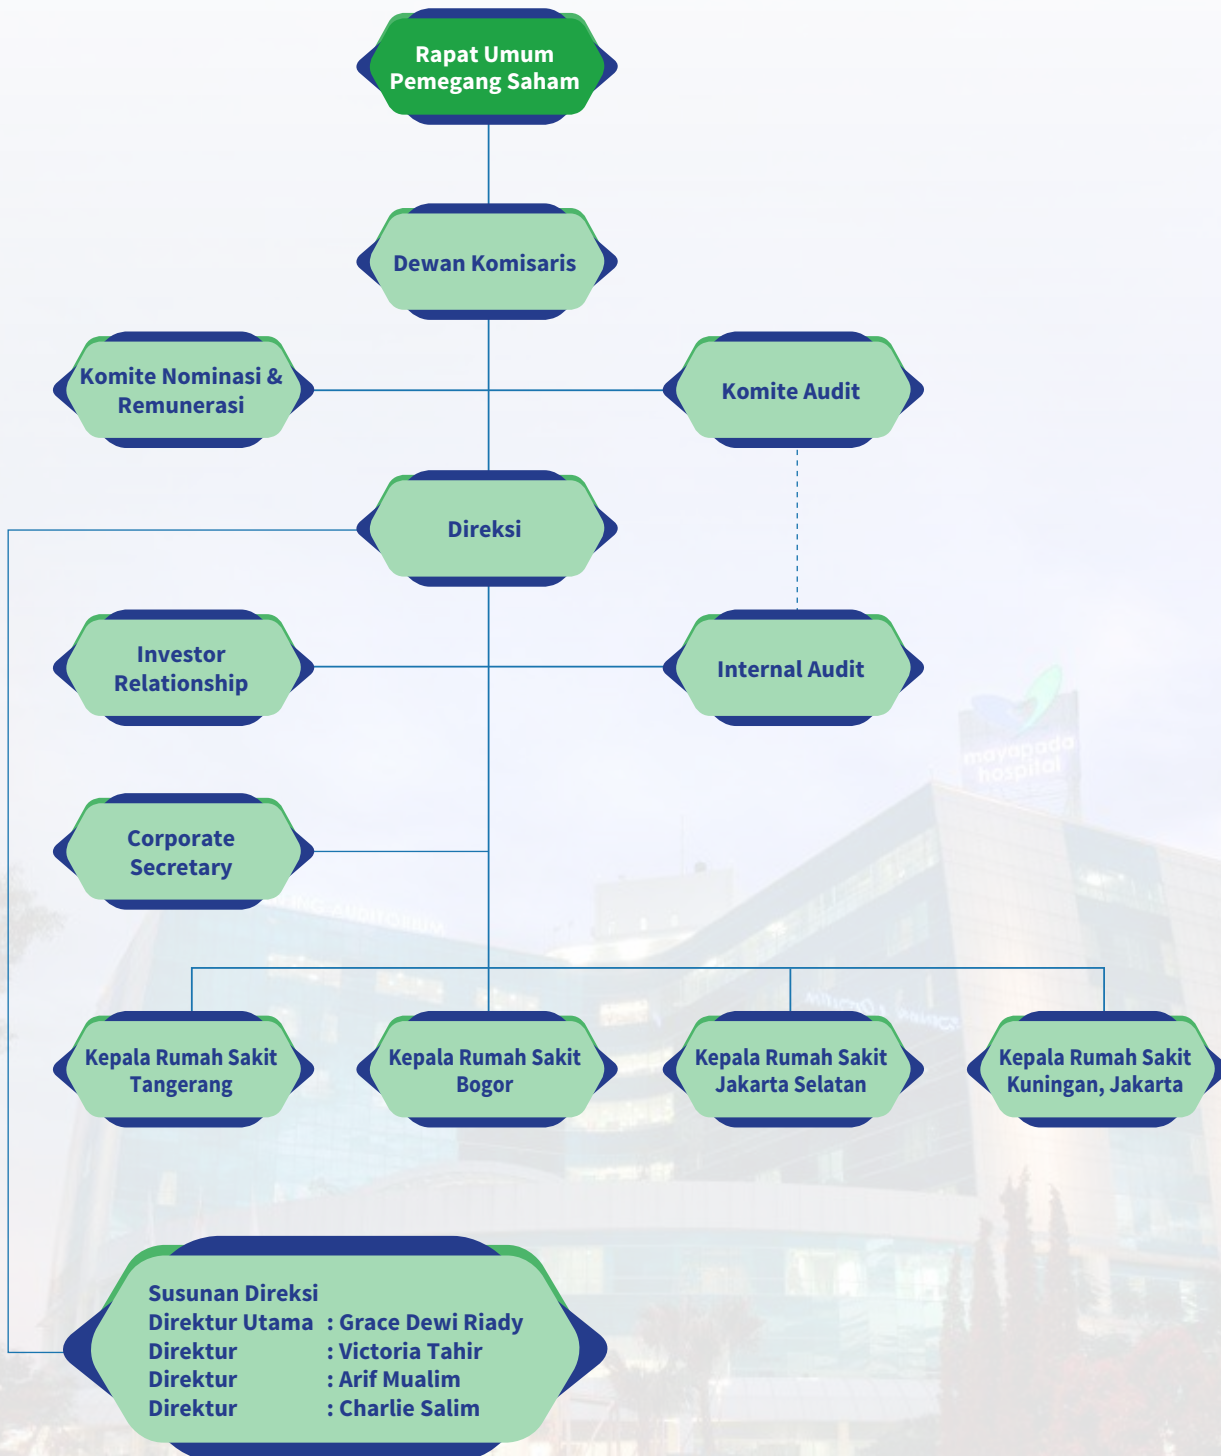 Rapat Umum
Pemegang Saham
Dewan Komisaris
Komite Nominasi &
Remunerasi
Komite Audit
Direksi
Investor
Relationship
Internal Audit
mayapada
hospital
Corporate
Secretary
Kepala Rumah Sakit
Tangerang
Kepala Rumah Sakit
Bogor
Kepala Rumah Sakit
Jakarta Selatan
Kepala Rumah Sakit
Kuningan, Jakarta
Susunan Direksi
Direktur Utama : Grace Dewi Riady
Direktur : Victoria Tahir
Direktur : Arif Mualim
Direktur : Charlie Salim